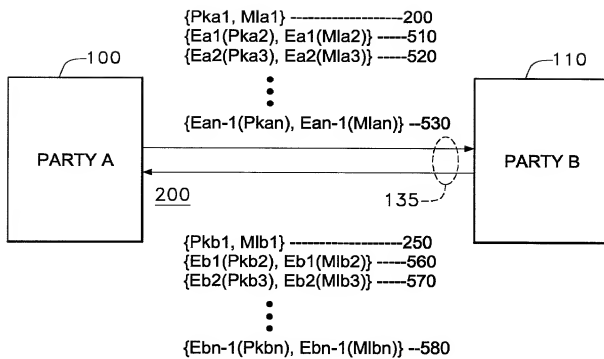 {Pka1, Mla1} --------------------200
{Ea1(Pka2), Ea1(Mla2)} -----510
{Ea2(Pka3), Ea2(Mla3)} -----520
100
110
{Ean-1(Pkan), Ean-1(Mlan)} --530
PARTY A
PARTY B
200
135
{Pkb1, Mlb1} --------------------250
{Eb1(Pkb2), Eb1(Mlb2)} -----560
{Eb2(Pkb3), Eb2(Mlb3)} -----570
{Ebn-1(Pkbn), Ebn-1(Mlbn)} --580